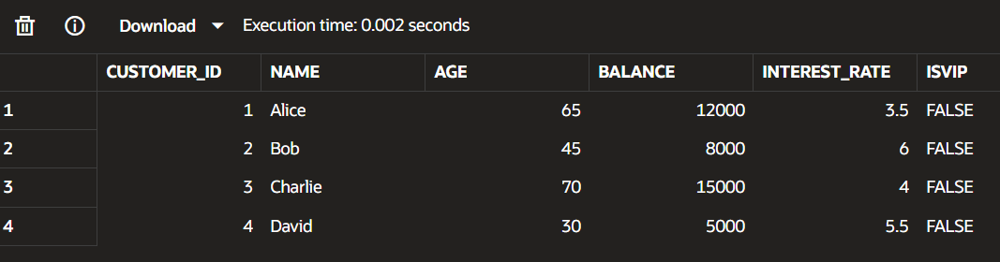 Download Execution time: 0.002 seconds
CUSTOMER_ID NAME AGE BALANCE INTEREST_RATE ISVIP
1 1 Alice 65 12000 3.5 FALSE
2 2 Bob 45 8000 6 FALSE
3 3 Charlie 70 15000 4 FALSE
4 4 David 30 5000 5.5 FALSE